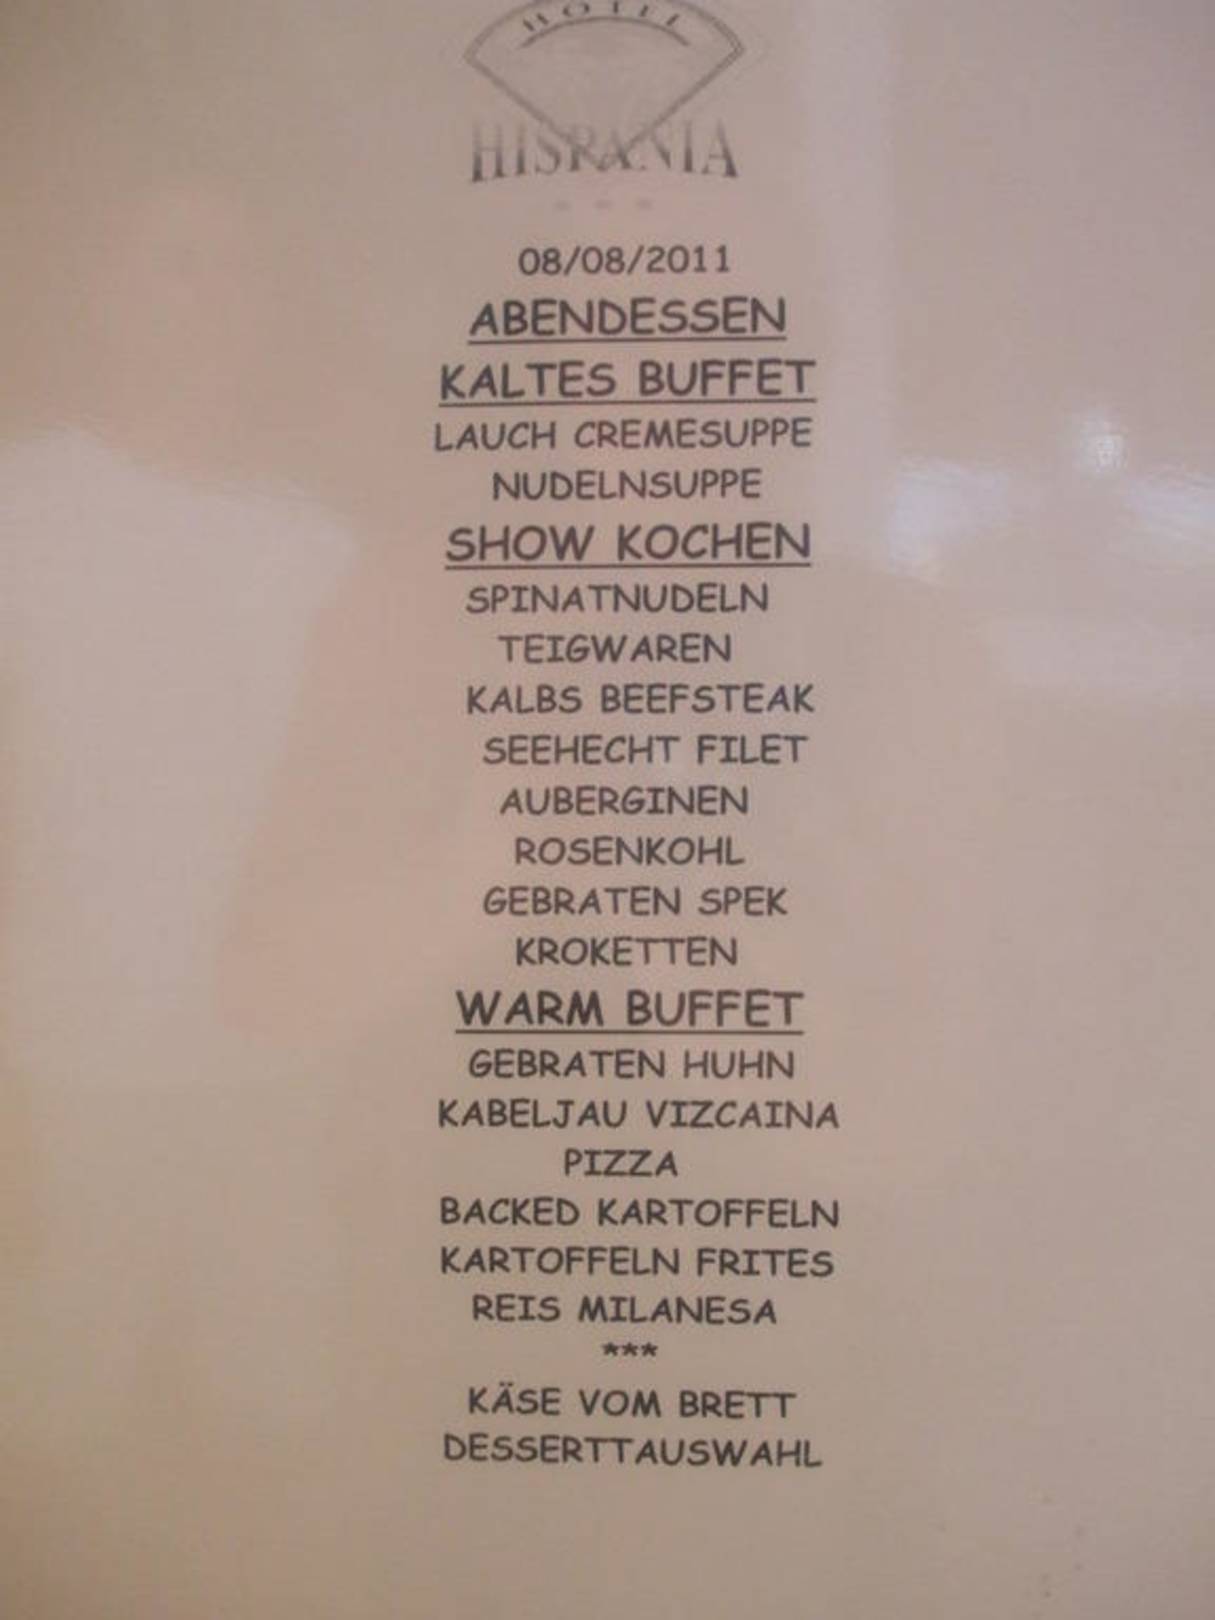 HOTEL
HISPANIA
08/08/2011
ABENDESSEN
KALTES BUFFET
LAUCH CREMESUPPE
NUDELNSUPPE
SHOW KOCHEN
SPINATNUDELN
TEIGWAREN
KALBS BEEFSTEAK
SEEHECHT FILET
AUBERGINEN
ROSENKOHL
GEBRATEN SPEK
KROKETTEN
WARM BUFFET
GEBRATEN HUHN
KABELJAU VIZCAINA
PIZZA
BACKED KARTOFFELN
KARTOFFELN FRITES
REIS MILANESA
***
KÄSE VOM BRETT
DESSERTTAUSWAHL